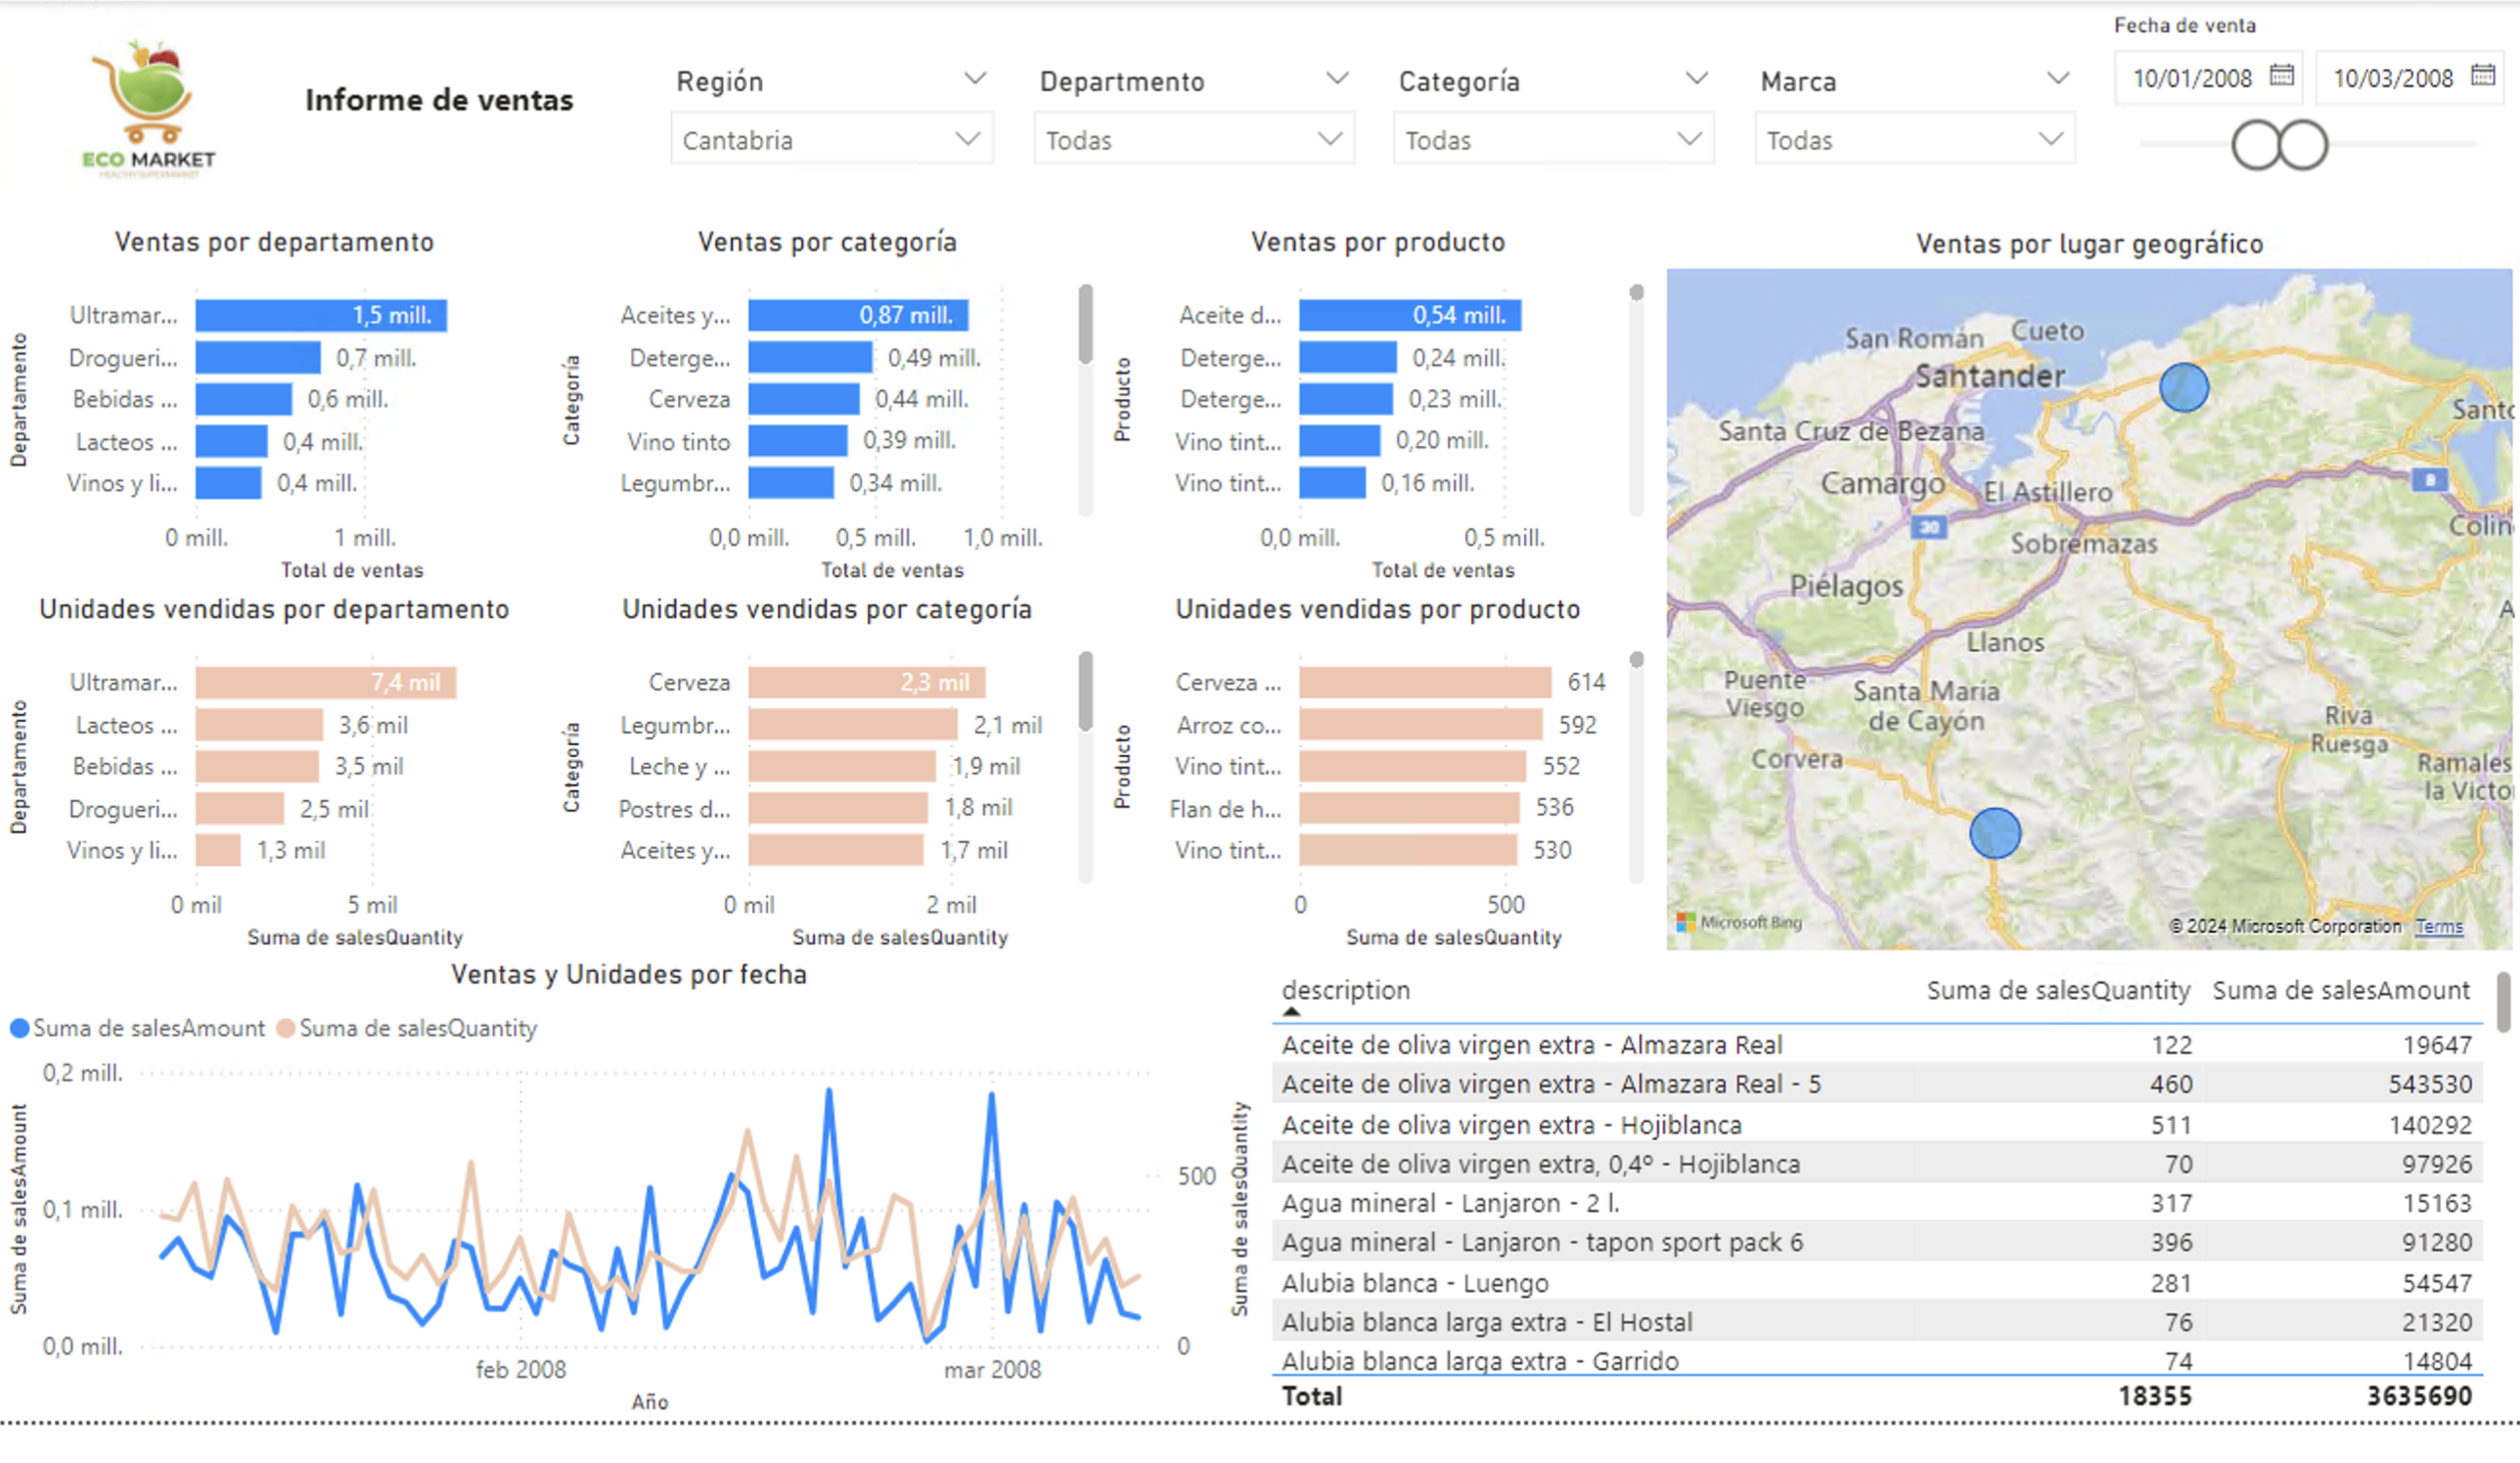 Fecha de venta
10/01/2008 10/03/2008
Informe de ventas
Región
Cantabria
Departmento
Todas
Categoría
Todas
Marca
Todas
ECO MARKET
HEALTHY SUPERMARKET
Ventas por departamento
Departamento
Ultramar... 1,5 mill.
Drogueri... 0,7 mill.
Bebidas ... 0,6 mill.
Lacteos ... 0,4 mill.
Vinos y li... 0,4 mill.
0 mill. 1 mill.
Total de ventas
Ventas por categoría
Categoría
Aceites y... 0,87 mill.
Deterge... 0,49 mill.
Cerveza 0,44 mill.
Vino tinto 0,39 mill.
Legumbr... 0,34 mill.
0,0 mill. 0,5 mill. 1,0 mill.
Total de ventas
Ventas por producto
Producto
Aceite d... 0,54 mill.
Deterge... 0,24 mill.
Deterge... 0,23 mill.
Vino tint... 0,20 mill.
Vino tint... 0,16 mill.
0,0 mill. 0,5 mill.
Total de ventas
Ventas por lugar geográfico
San Román
Cueto
Santander
Santo
Santa Cruz de Bezana
Camargo
El Astillero
8
30
Colin
Sobremazas
Piélagos
A
Llanos
Puente
Viesgo
Santa María
de Cayón
Riva
Ruesga
Corvera
Ramales
la Victo
Microsoft Bing
© 2024 Microsoft Corporation Terms
Unidades vendidas por departamento
Departamento
Ultramar... 7,4 mil
Lacteos ... 3,6 mil
Bebidas ... 3,5 mil
Drogueri... 2,5 mil
Vinos y li... 1,3 mil
0 mil 5 mil
Suma de salesQuantity
Unidades vendidas por categoría
Categoría
Cerveza 2,3 mil
Legumbr... 2,1 mil
Leche y ... 1,9 mil
Postres d... 1,8 mil
Aceites y... 1,7 mil
0 mil 2 mil
Suma de salesQuantity
Unidades vendidas por producto
Producto
Cerveza ... 614
Arroz co... 592
Vino tint... 552
Flan de h... 536
Vino tint... 530
0 500
Suma de salesQuantity
Ventas y Unidades por fecha
Suma de salesAmount Suma de salesQuantity
Suma de salesAmount
0,2 mill.
0,1 mill.
0,0 mill.
500
0
Suma de salesQuantity
feb 2008 mar 2008
Año
description Suma de salesQuantity Suma de salesAmount
Aceite de oliva virgen extra - Almazara Real 122 19647
Aceite de oliva virgen extra - Almazara Real - 5 460 543530
Aceite de oliva virgen extra - Hojiblanca 511 140292
Aceite de oliva virgen extra, 0,4º - Hojiblanca 70 97926
Agua mineral - Lanjaron - 2 l. 317 15163
Agua mineral - Lanjaron - tapon sport pack 6 396 91280
Alubia blanca - Luengo 281 54547
Alubia blanca larga extra - El Hostal 76 21320
Alubia blanca larga extra - Garrido 74 14804
Total 18355 3635690